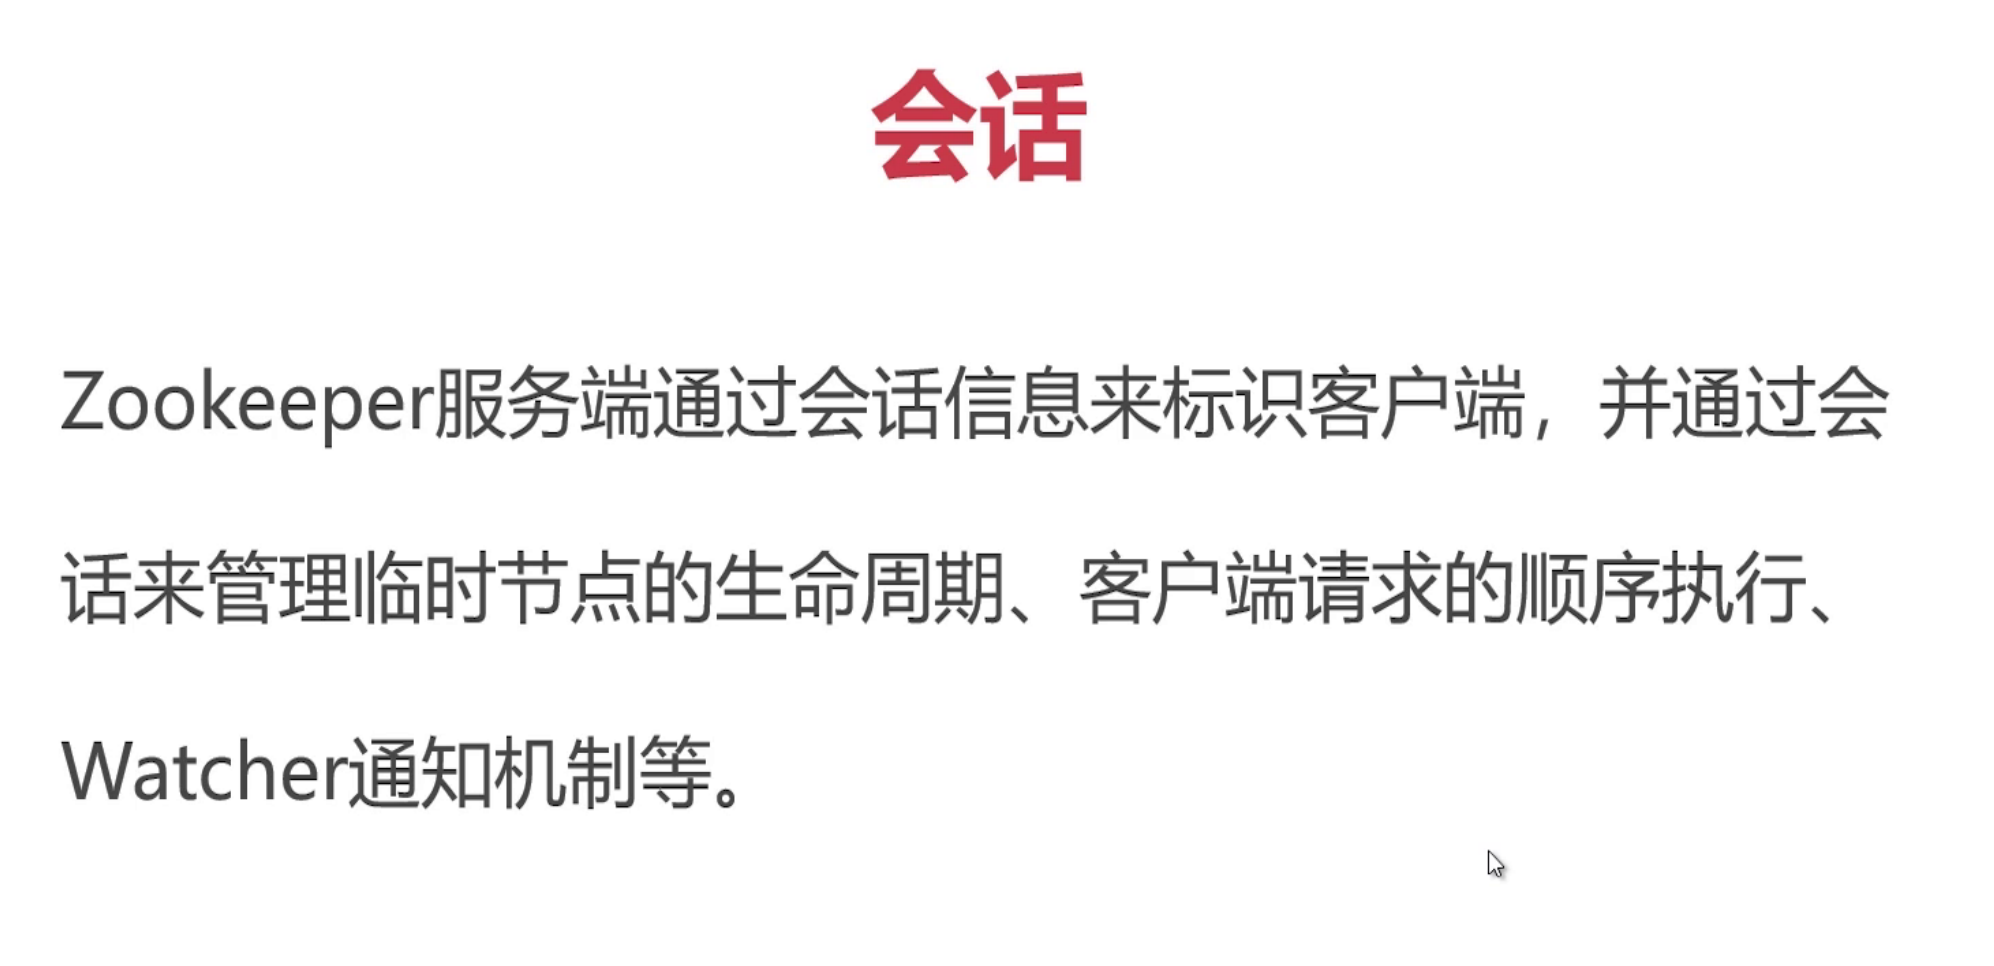 会话
Zookeeper服务端通过会话信息来标识客户端，并通过会
话来管理临时节点的生命周期、客户端请求的顺序执行、
Watcher通知机制等。